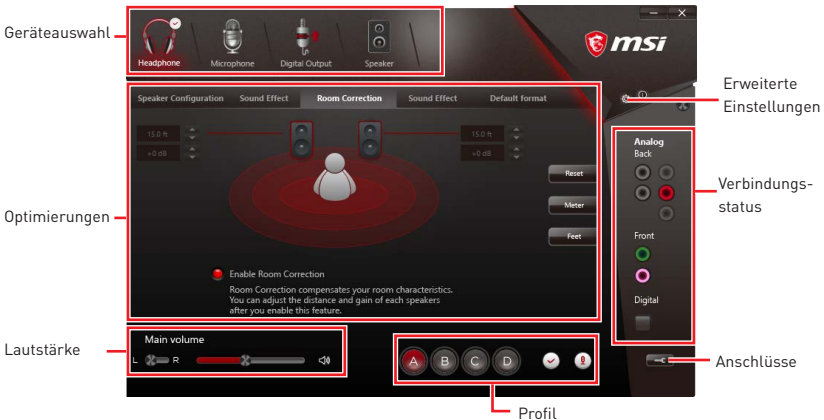 Geräteauswahl
Headphone
Microphone
Digital Output
Speaker
msi
Erweiterte
Einstellungen
Speaker Configuration
Sound Effect
Room Correction
Sound Effect
Default format
15.0 ft
+0 dB
15.0 ft
+0 dB
Reset
Meter
Feet
Optimierungen
Enable Room Correction
Room Correction compensates your room characteristics.
You can adjust the distance and gain of each speakers
after you enable this feature.
Analog
Back
Front
Digital
Verbindungs-
status
Lautstärke
Main volume
L
R
A
B
C
D
Anschlüsse
Profil